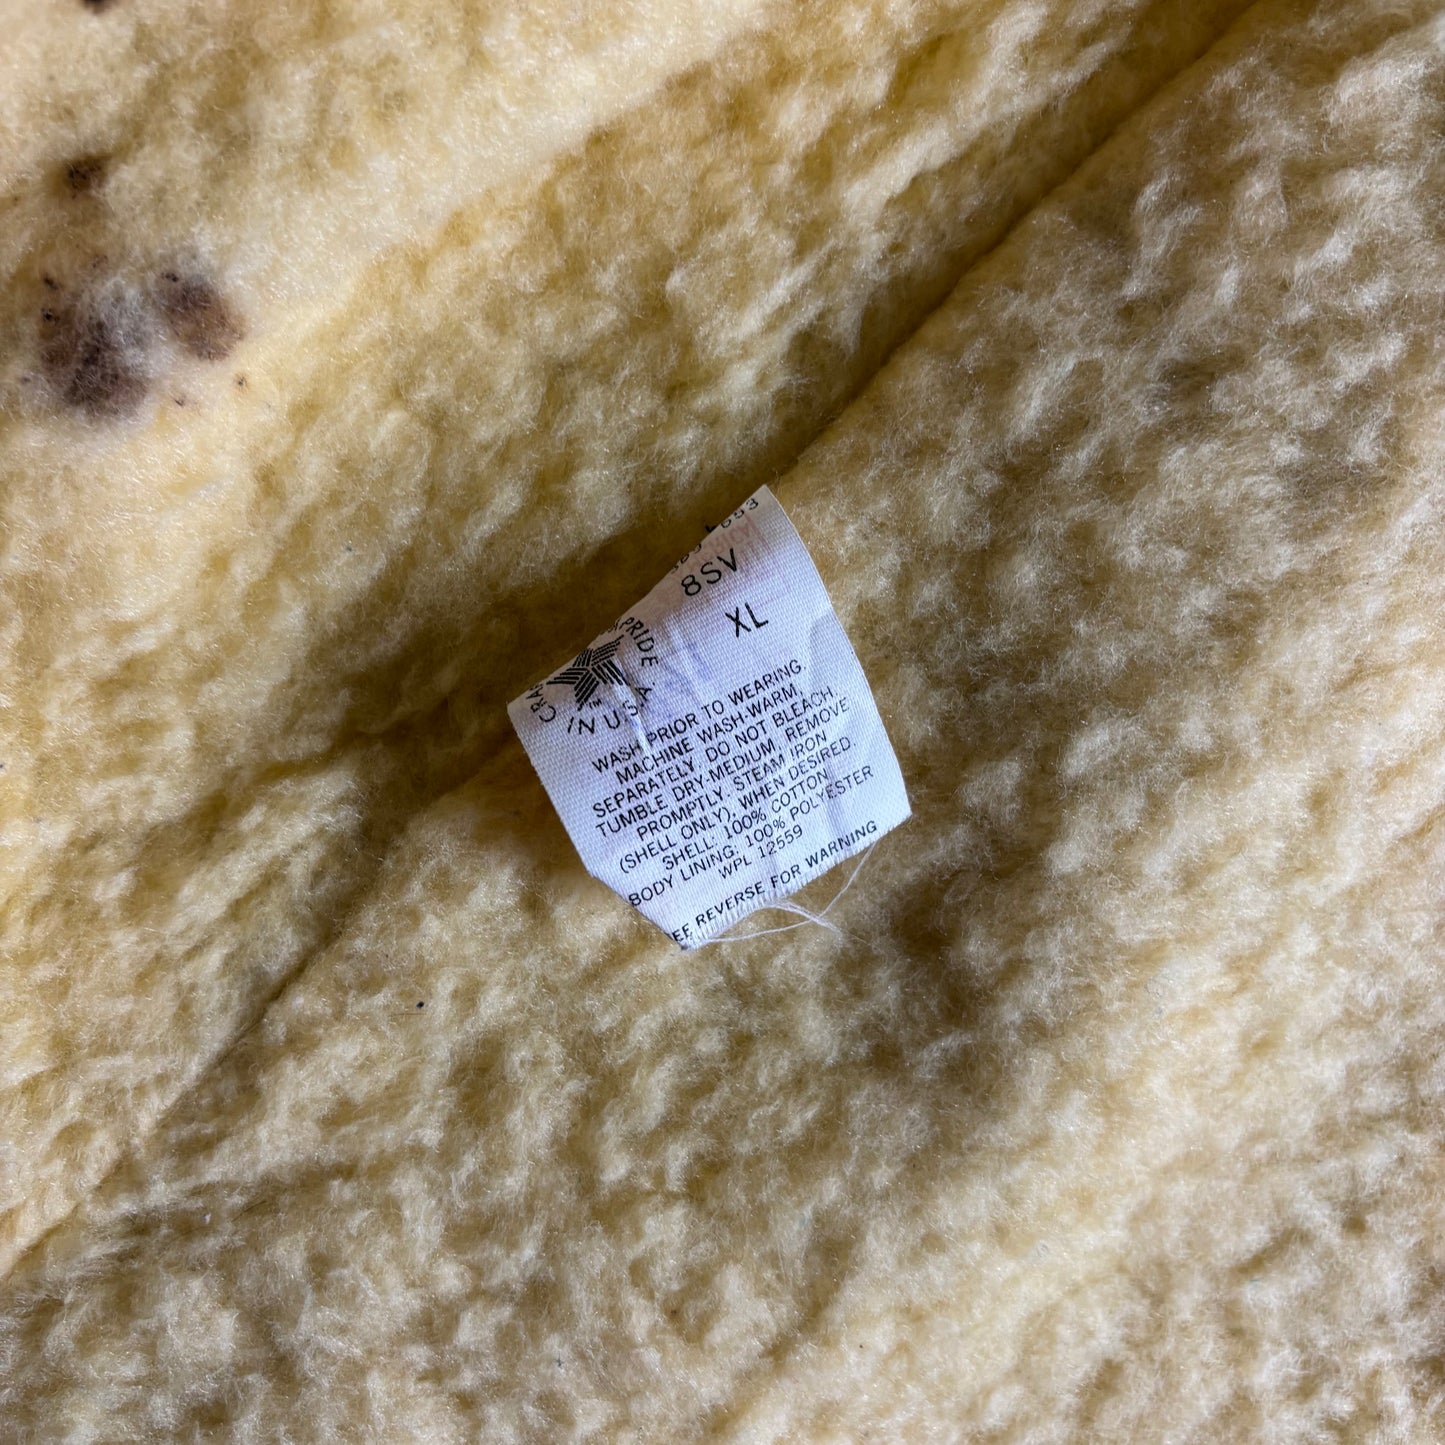 8SV
XL
PRIDE
IN USA
TM
WASH PRIOR TO WEARING.
MACHINE WASH-WARM,
SEPARATELY. DO NOT BLEACH.
TUMBLE DRY-MEDIUM, REMOVE
PROMPTLY, STEAM IRON
(SHELL ONLY), WHEN DESIRED.
SHELL: 100% COTTON
BODY LINING: 100% POLYESTER
WPL 12559
REVERSE FOR WARNING